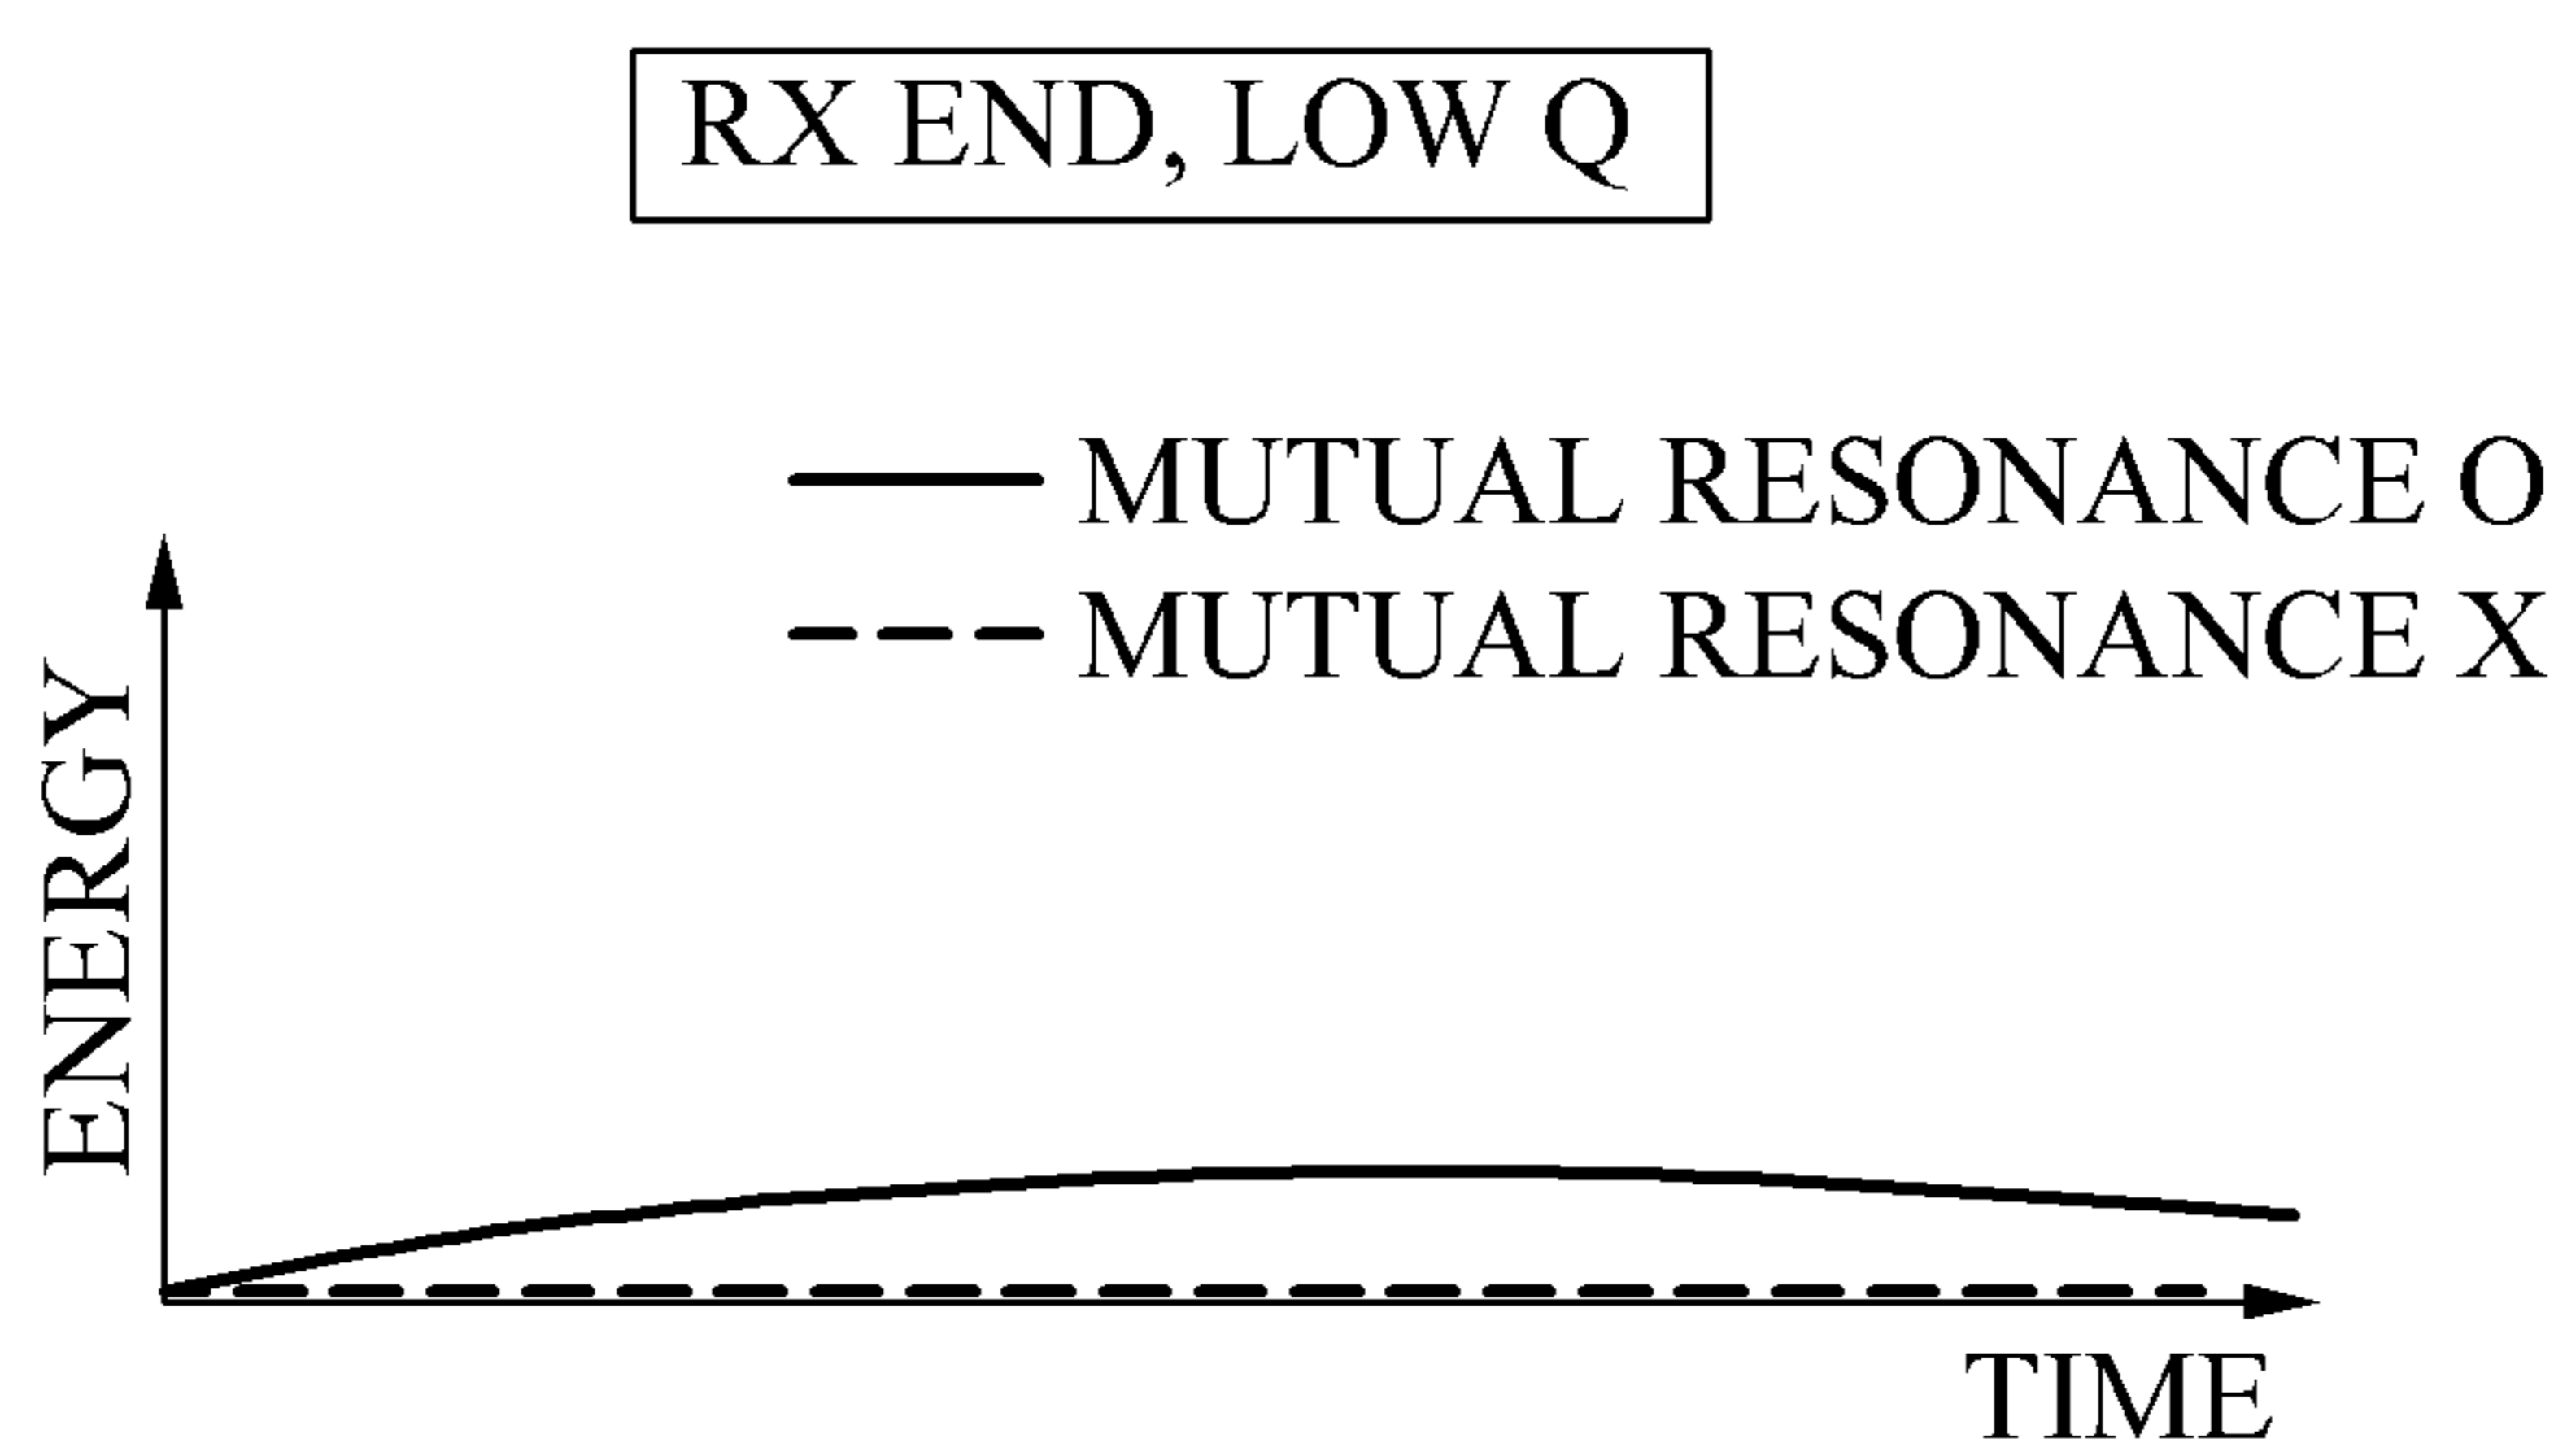 RX END, LOW Q
MUTUAL RESONANCE O
MUTUAL RESONANCE X
ENERGY
TIME